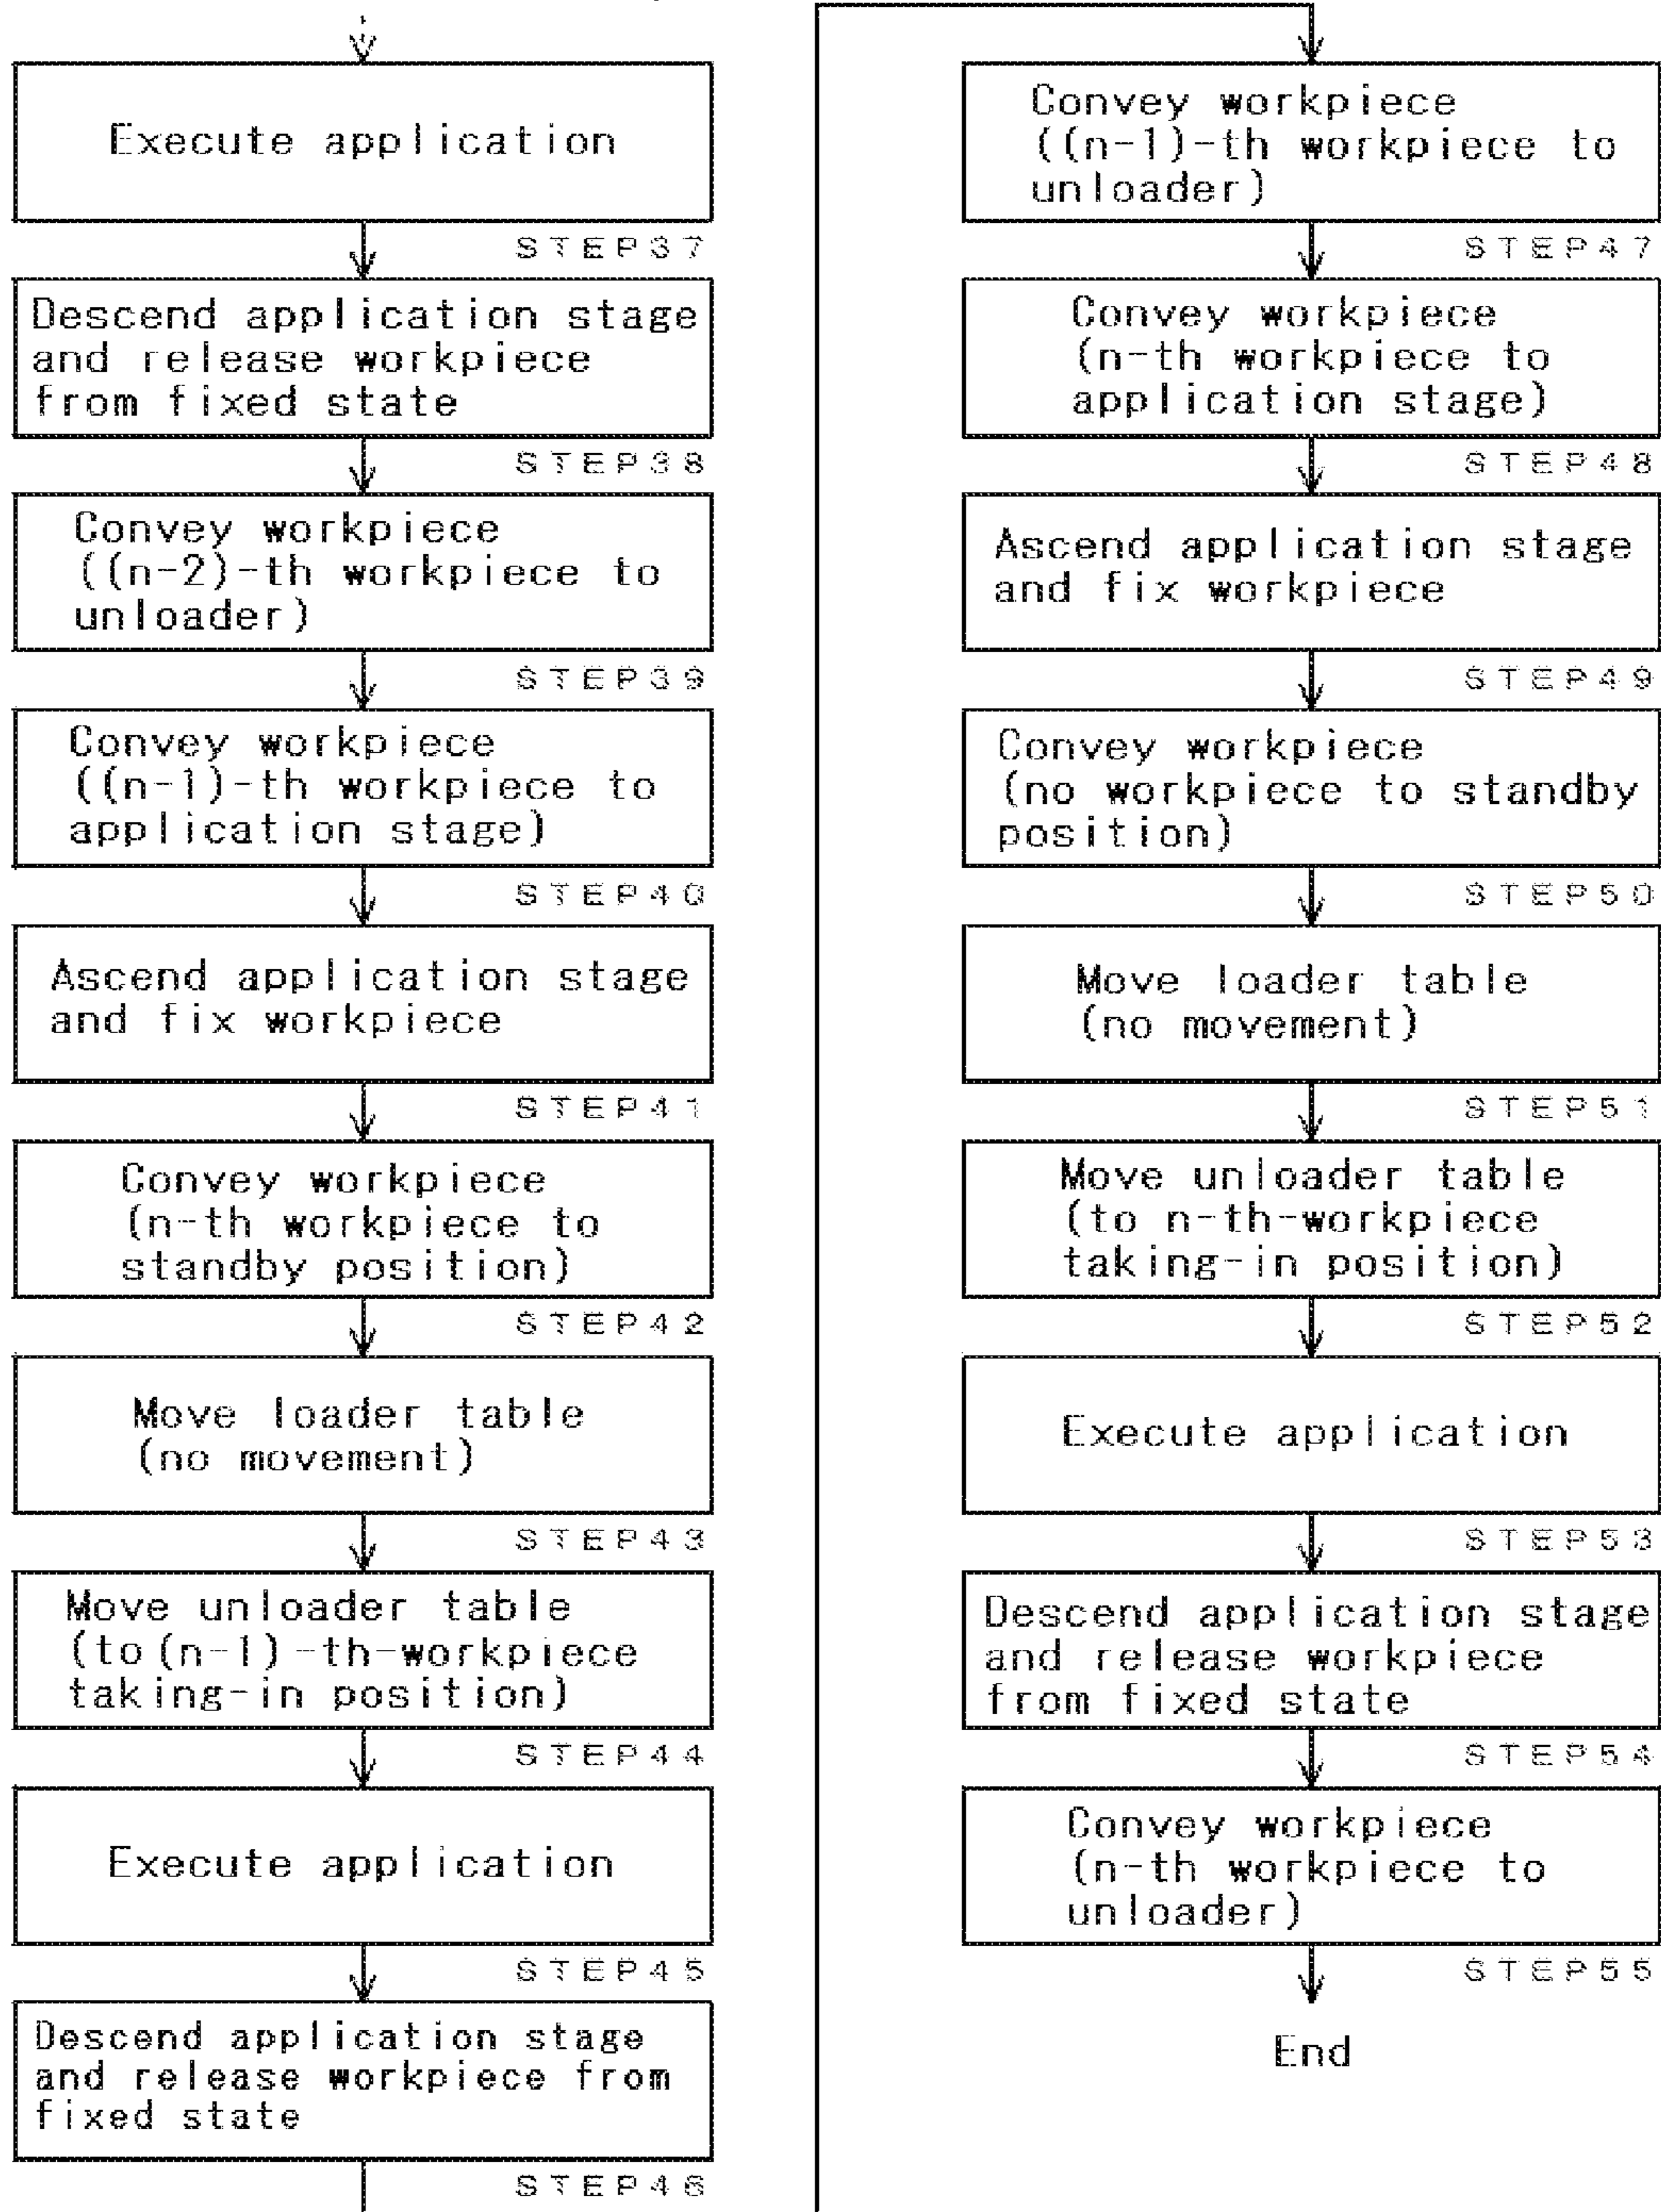 Execute application
STEP37
Descend application stage
and release workpiece
from fixed state
STEP38
Convey workpiece
((n-2)-th workpiece to
unloader)
STEP39
Convey workpiece
((n-1)-th workpiece to
application stage)
STEP40
Ascend application stage
and fix workpiece
STEP41
Convey workpiece
(n-th workpiece to
standby position)
STEP42
Move loader table
(no movement)
STEP43
Move unloader table
(to(n-1)-th-workpiece
taking-in position)
STEP44
Execute application
STEP45
Descend application stage
and release workpiece from
fixed state
STEP46
Convey workpiece
((n-1)-th workpiece to
unloader)
STEP47
Convey workpiece
(n-th workpiece to
application stage)
STEP48
Ascend application stage
and fix workpiece
STEP49
Convey workpiece
(no workpiece to standby
position)
STEP50
Move loader table
(no movement)
STEP51
Move unloader table
(to n-th-workpiece
taking-in position)
STEP52
Execute application
STEP53
Descend application stage
and release workpiece
from fixed state
STEP54
Convey workpiece
(n-th workpiece to
unloader)
STEP55
End